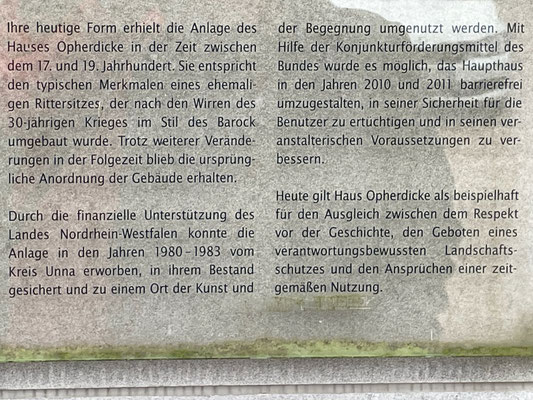 Ihre heutige Form erhielt die Anlage des
Hauses Opherdicke in der Zeit zwischen
dem 17. und 19. Jahrhundert. Sie entspricht
den typischen Merkmalen eines ehemali-
gen Rittersitzes, der nach den Wirren des
30-jährigen Krieges im Stil des Barock
umgebaut wurde. Trotz weiterer Verände-
rungen in der Folgezeit blieb die ursprüng-
liche Anordnung der Gebäude erhalten.

Durch die finanzielle Unterstützung des
Landes Nordrhein-Westfalen konnte die
Anlage in den Jahren 1980–1983 vom
Kreis Unna erworben, in ihrem Bestand
gesichert und zu einem Ort der Kunst und
der Begegnung umgenutzt werden. Mit
Hilfe der Konjunkturförderungsmittel des
Bundes wurde es möglich, das Haupthaus
in den Jahren 2010 und 2011 barrierefrei
umzugestalten, in seiner Sicherheit für die
Benutzer zu ertüchtigen und in seinen ver-
anstalterischen Voraussetzungen zu ver-
bessern.

Heute gilt Haus Opherdicke als beispielhaft
für den Ausgleich zwischen dem Respekt
vor der Geschichte, den Geboten eines
verantwortungsbewussten Landschafts-
schutzes und den Ansprüchen einer zeit-
gemäßen Nutzung.